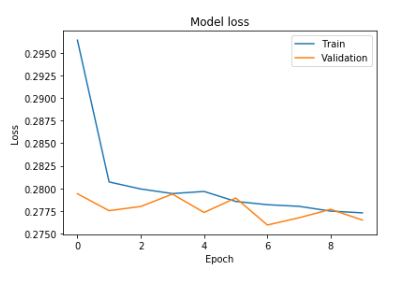 Model loss
Train
Validation
0.2950
0.2925
0.2900
0.2875
0.2850
0.2825
0.2800
0.2775
0.2750
Loss
0 2 4 6 8
Epoch